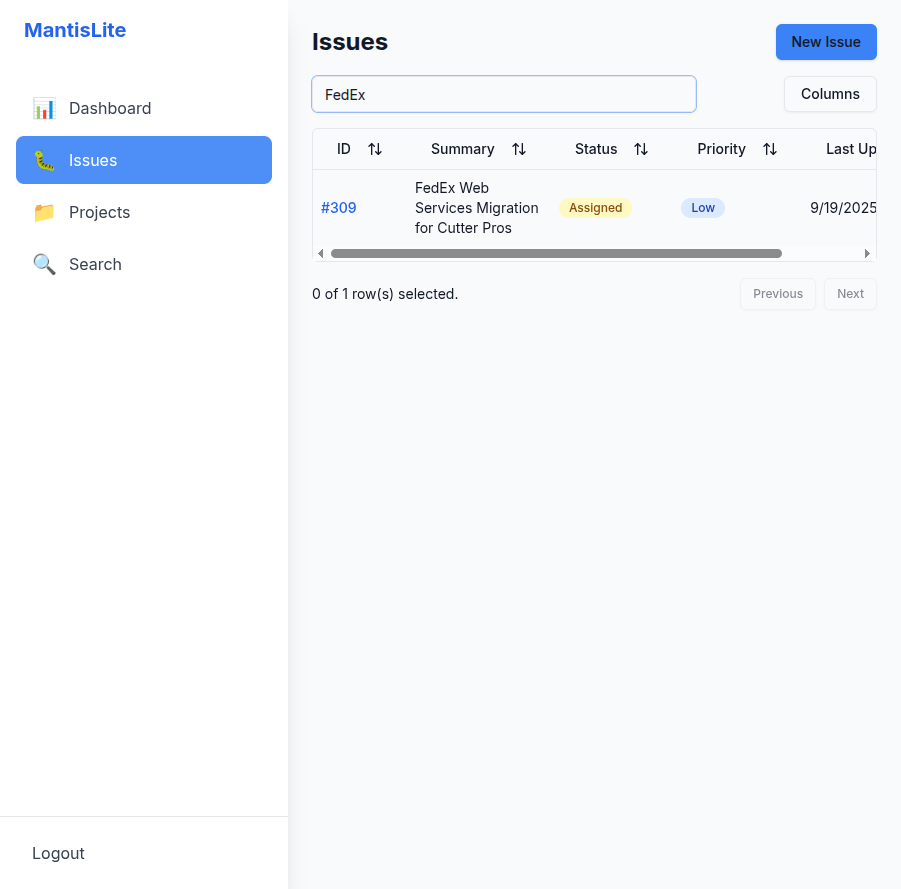 MantisLite
Dashboard
Issues
Projects
Search
Logout
Issues
New Issue
FedEx
Columns
ID Summary Status Priority Last Up
#309 FedEx Web Services Migration for Cutter Pros Assigned Low 9/19/2025
0 of 1 row(s) selected.
Previous Next